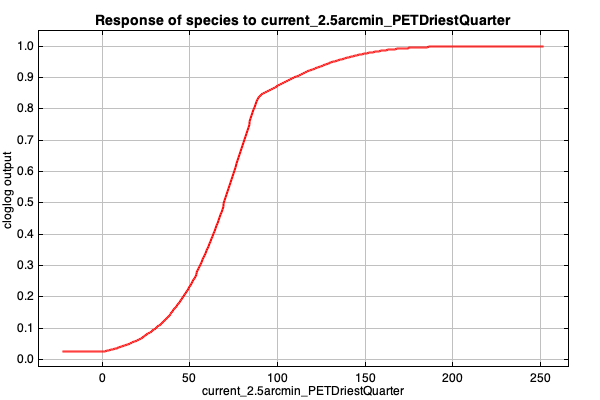 Response of species to current_2.5arcmin_PETDriestQuarter
1.0
0.9
0.8
0.7
0.6
0.5
0.4
0.3
0.2
0.1
0.0
cloglog output
0 50 100 150 200 250
current_2.5arcmin_PETDriestQuarter